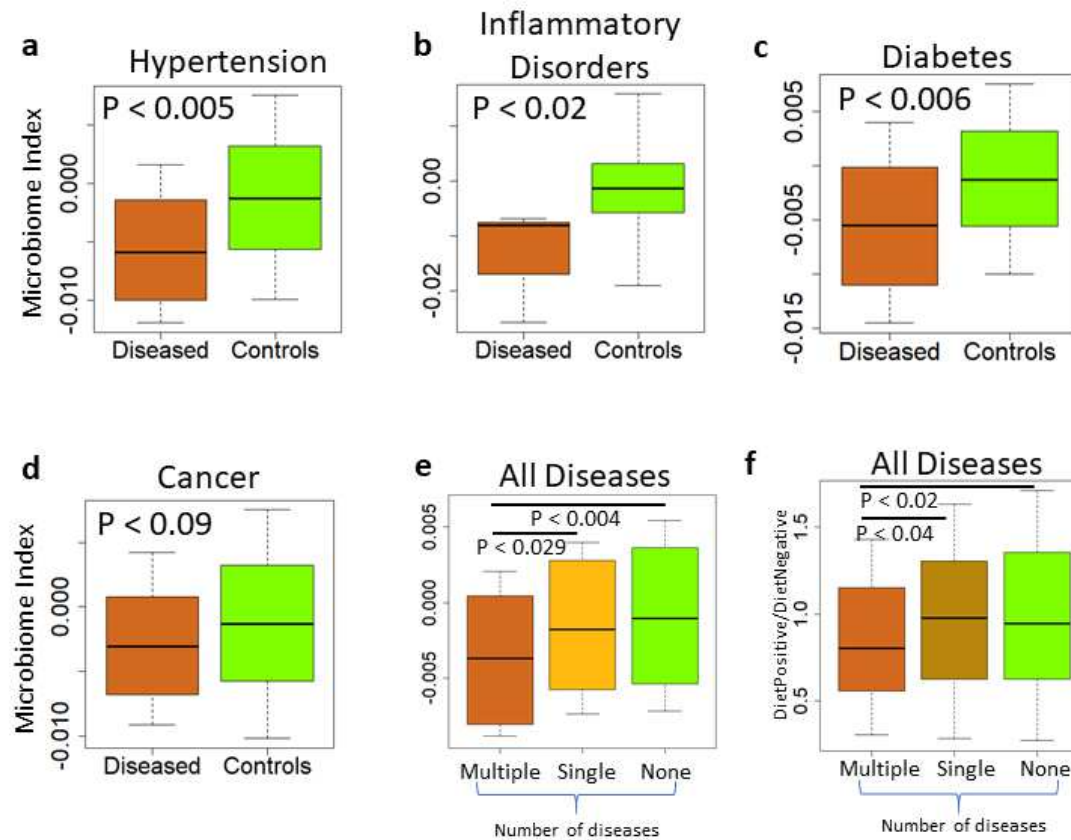 a
Hypertension
P < 0.005
Microbiome Index
0.000
-0.010
Diseased Controls
b
Inflammatory
Disorders
P < 0.02
0.00
-0.02
Diseased Controls
c
Diabetes
P < 0.006
0.005
-0.005
-0.015
Diseased Controls
d
Cancer
P < 0.09
Microbiome Index
0.000
-0.010
Diseased Controls
e
All Diseases
P < 0.004
P < 0.029
0.005
0.000
-0.005
Multiple Single None
Number of diseases
f
All Diseases
P < 0.02
P < 0.04
DietPositive/DietNegative
1.5
1.0
0.5
Multiple Single None
Number of diseases